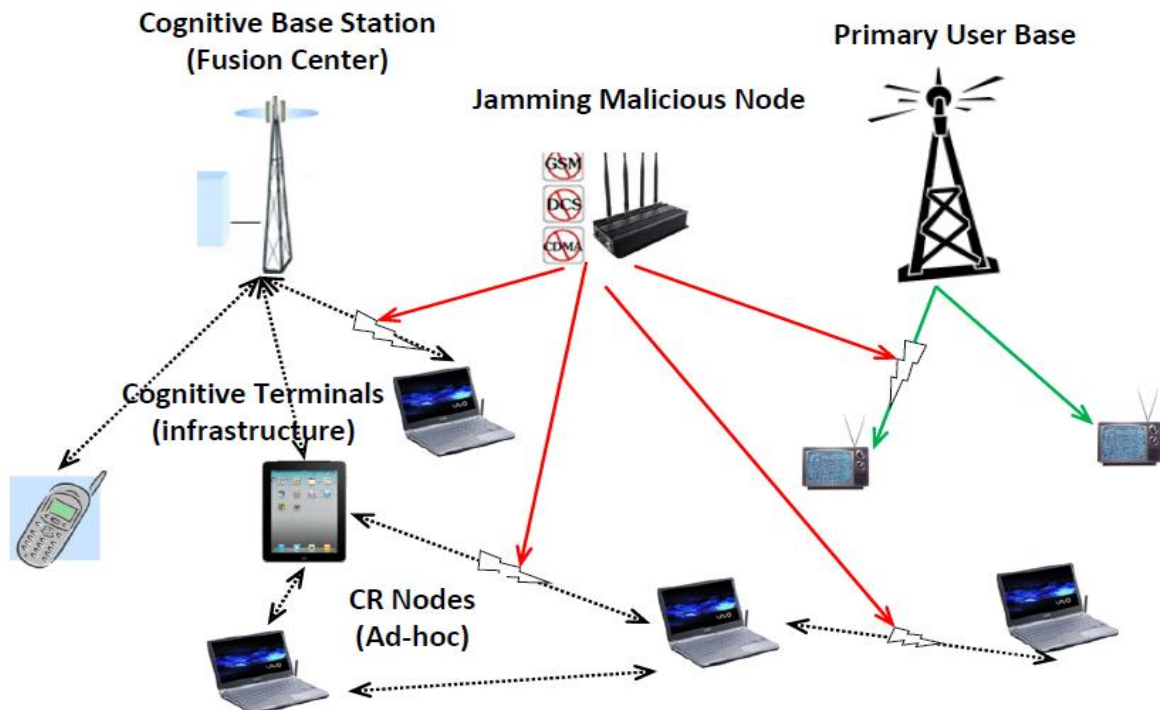 Cognitive Base Station
(Fusion Center)
Primary User Base
Jamming Malicious Node
GSM
DCS
CDMA
Cognitive Terminals
(infrastructure)
CR Nodes
(Ad-hoc)